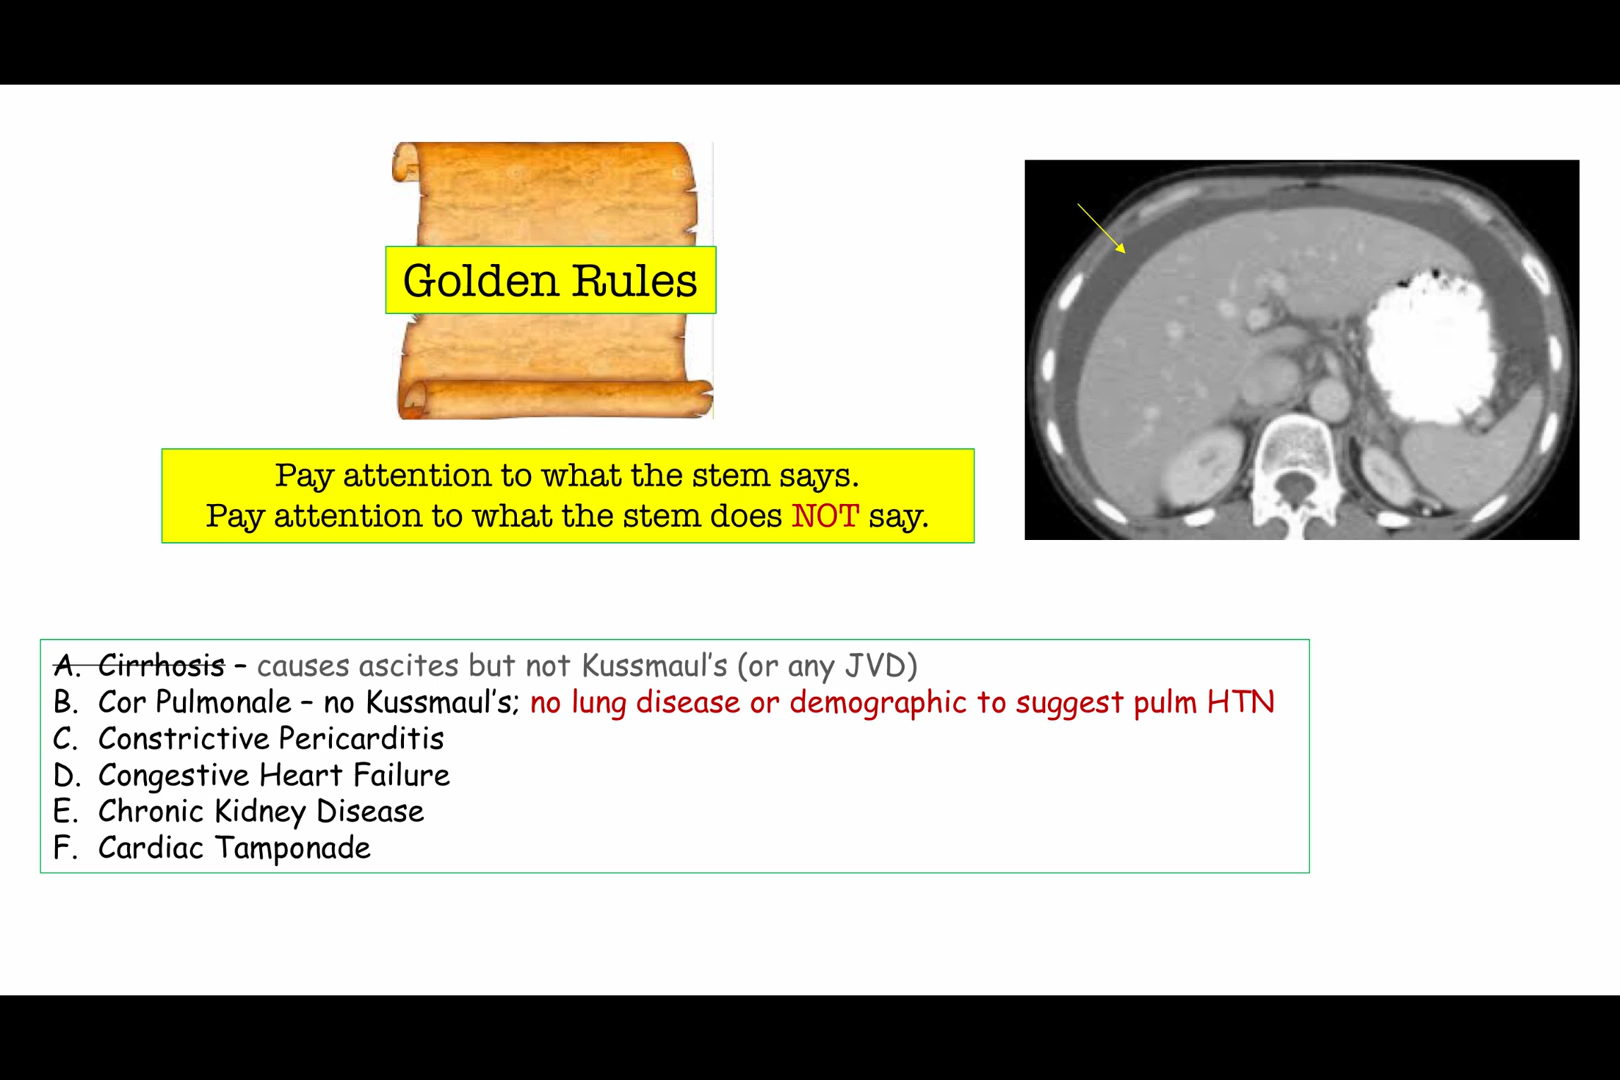 Golden Rules
Pay attention to what the stem says.
Pay attention to what the stem does NOT say.
A. Cirrhosis – causes ascites but not Kussmaul's (or any JVD)
B. Cor Pulmonale – no Kussmaul's; no lung disease or demographic to suggest pulm HTN
C. Constrictive Pericarditis
D. Congestive Heart Failure
E. Chronic Kidney Disease
F. Cardiac Tamponade